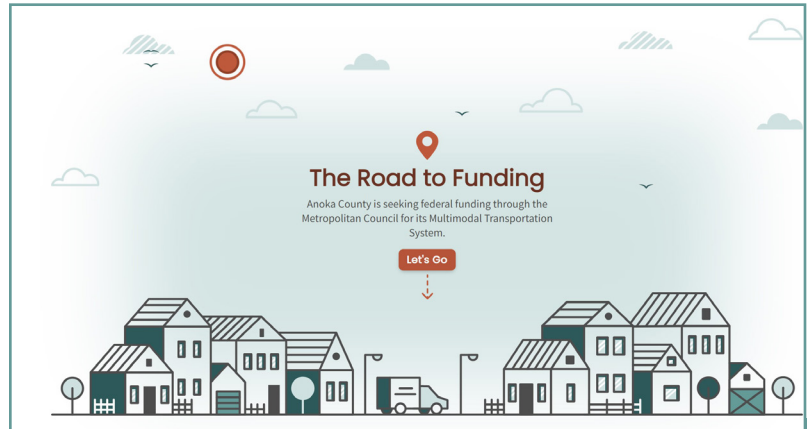 The Road to Funding
Anoka County is seeking federal funding through the
Metropolitan Council for its Multimodal Transportation
System.
Let's Go